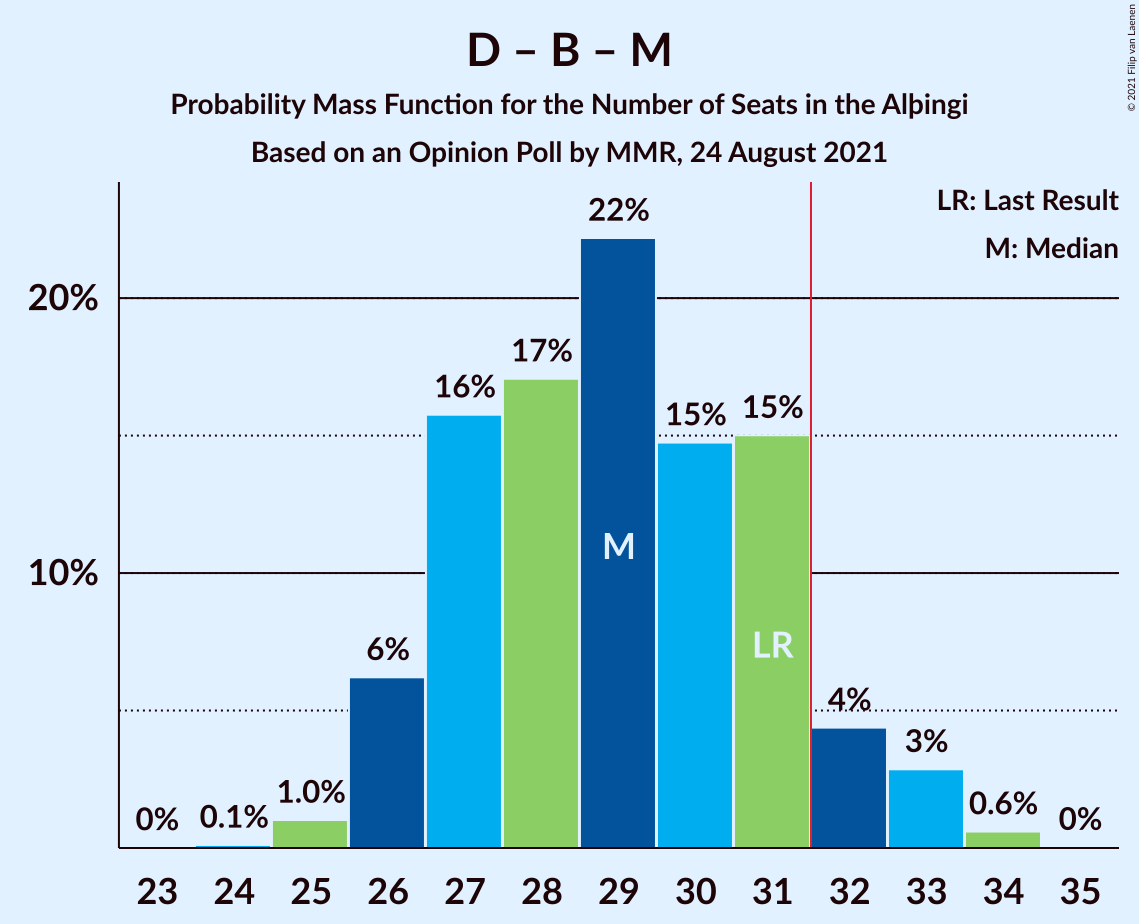 D – B – M
Probability Mass Function for the Number of Seats in the Alþingi
Based on an Opinion Poll by MMR, 24 August 2021
© 2021 Filip van Laenen
LR: Last Result
M: Median
20%
10%
0%
0.1%
1.0%
6%
16%
17%
22%
15%
15%
4%
3%
0.6%
0%
M
LR
23 24 25 26 27 28 29 30 31 32 33 34 35